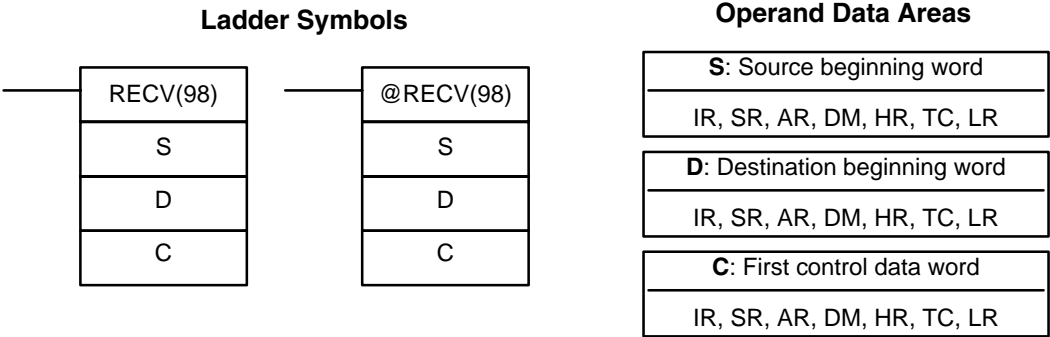 Ladder Symbols
RECV(98)
S
D
C
@RECV(98)
S
D
C
Operand Data Areas
S: Source beginning word
IR, SR, AR, DM, HR, TC, LR
D: Destination beginning word
IR, SR, AR, DM, HR, TC, LR
C: First control data word
IR, SR, AR, DM, HR, TC, LR